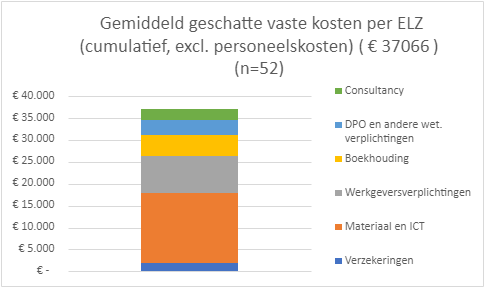 Gemiddeld geschatte vaste kosten per ELZ
(cumulatief, excl. personeelskosten) ( € 37066 )
(n=52)
€ 40.000
€ 35.000
€ 30.000
€ 25.000
€ 20.000
€ 15.000
€ 10.000
€ 5.000
€ -
Consultancy
DPO en andere wet.
verplichtingen
Boekhouding
Werkgeversverplichtingen
Materiaal en ICT
Verzekeringen